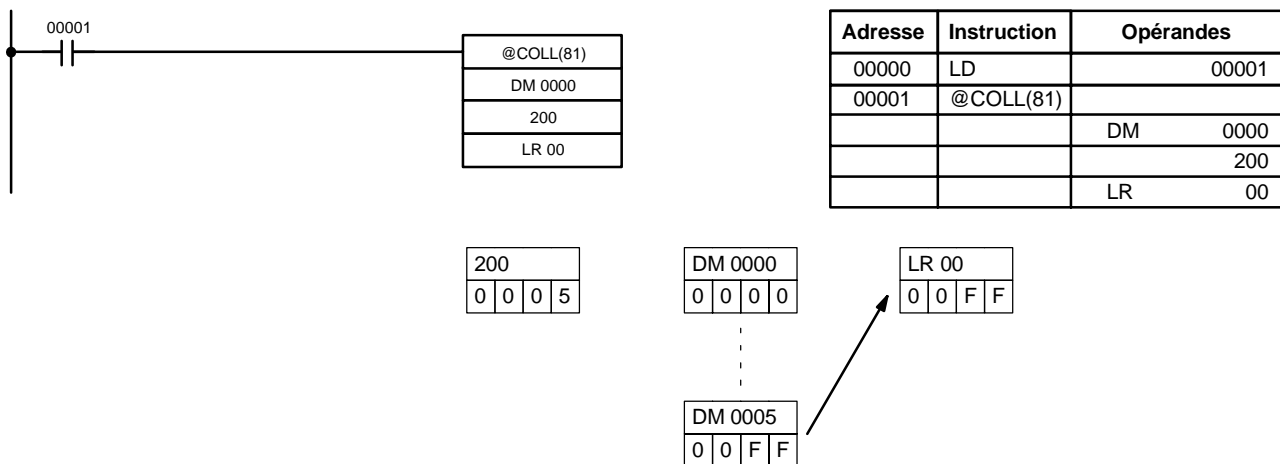 00001
@COLL(81)
DM 0000
200
LR 00
Adresse Instruction Opérandes
00000 LD 00001
00001 @COLL(81)
DM 0000
200
LR 00
200 DM 0000 LR 00
0 0 0 5 0 0 0 0 0 0 F F
DM 0005
0 0 F F